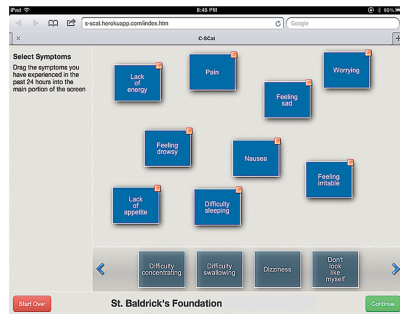 iPad
8:46 PM
90%
s-scat.herokuapp.com/index.htm
Google
C-SCat
Select Symptoms
Drag the symptoms you
have experienced in the
past 24 hours into the
main portion of the screen
Lack
of
energy
Pain
Worrying
Feeling
sad
Feeling
drowsy
Nausea
Feeling
irritable
Lack
of
appetite
Difficulty
sleeping
Difficulty
concentrating
Difficulty
swallowing
Dizziness
Don't
look
like
myself
Start Over
St. Baldrick's Foundation
Continue